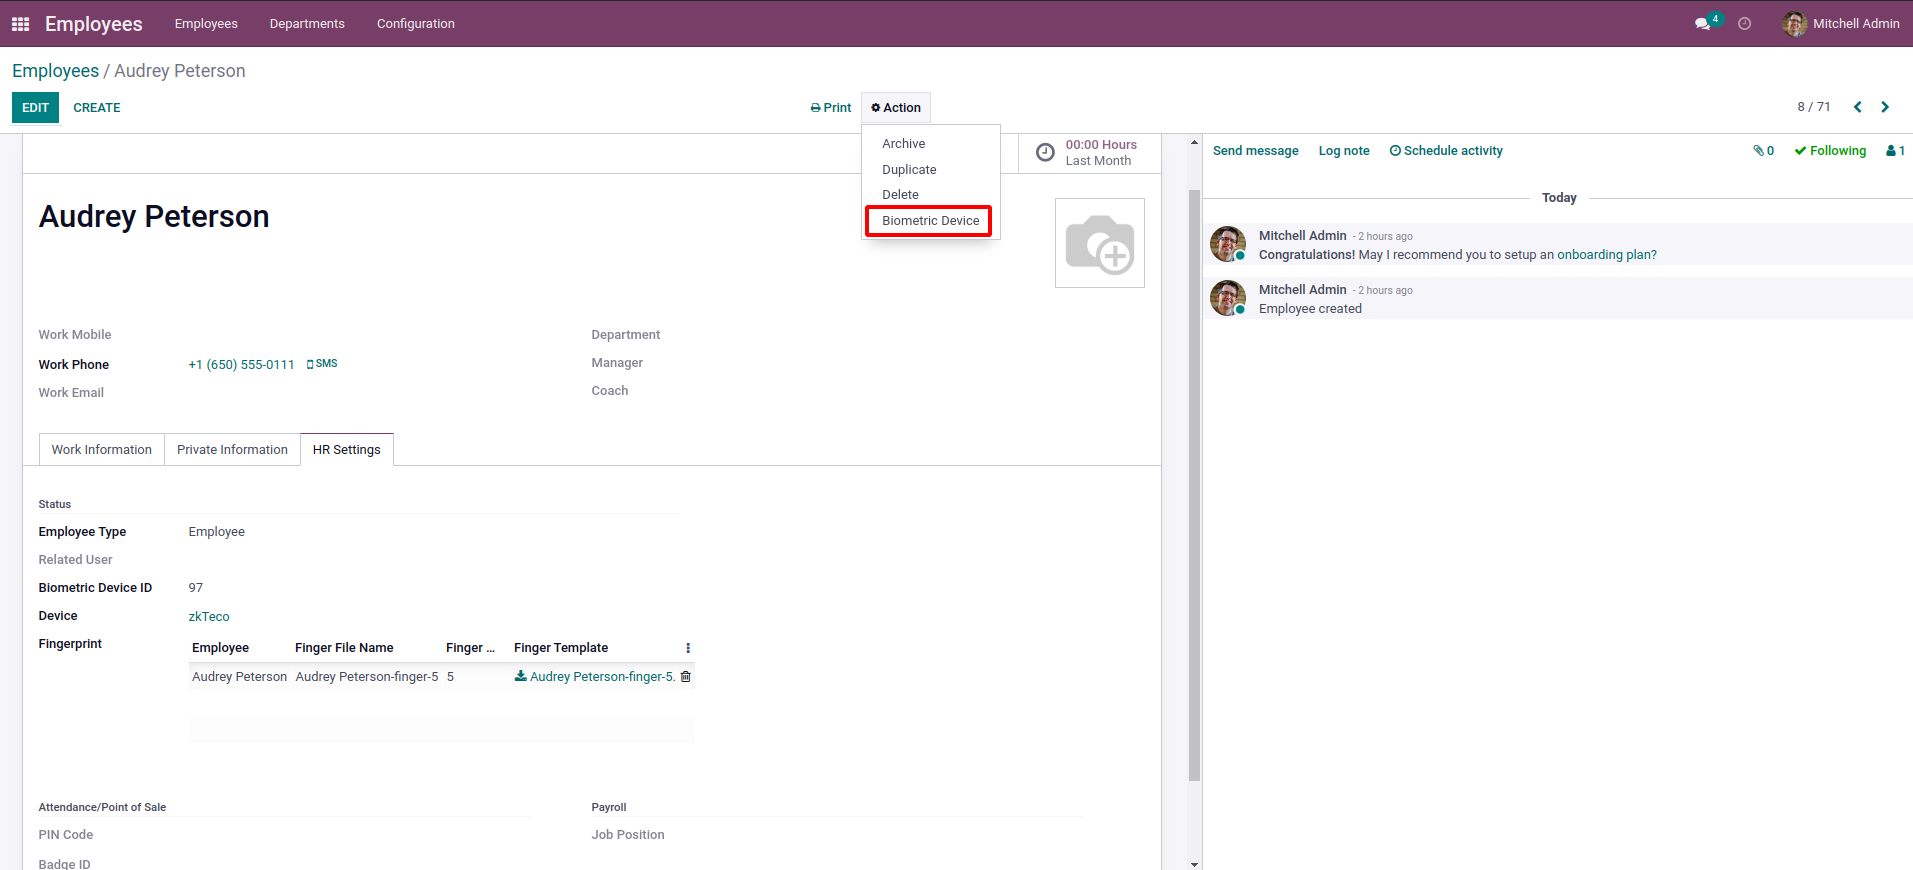 Employees Employees Departments Configuration 4 Mitchell Admin
Employees / Audrey Peterson
EDIT CREATE Print Action 8 / 71
Archive
Duplicate
Delete
Biometric Device
00:00 Hours
Last Month
Send message Log note Schedule activity 0 Following 1
Today
Audrey Peterson
Mitchell Admin - 2 hours ago
Congratulations! May I recommend you to setup an onboarding plan?
Mitchell Admin - 2 hours ago
Employee created
Work Mobile
Work Phone +1 (650) 555-0111 SMS
Work Email
Department
Manager
Coach
Work Information Private Information HR Settings
Status
Employee Type Employee
Related User
Biometric Device ID 97
Device zkTeco
Fingerprint
Employee Finger File Name Finger ... Finger Template
Audrey Peterson Audrey Peterson-finger-5 5 Audrey Peterson-finger-5.
Attendance/Point of Sale
PIN Code
Badge ID
Payroll
Job Position